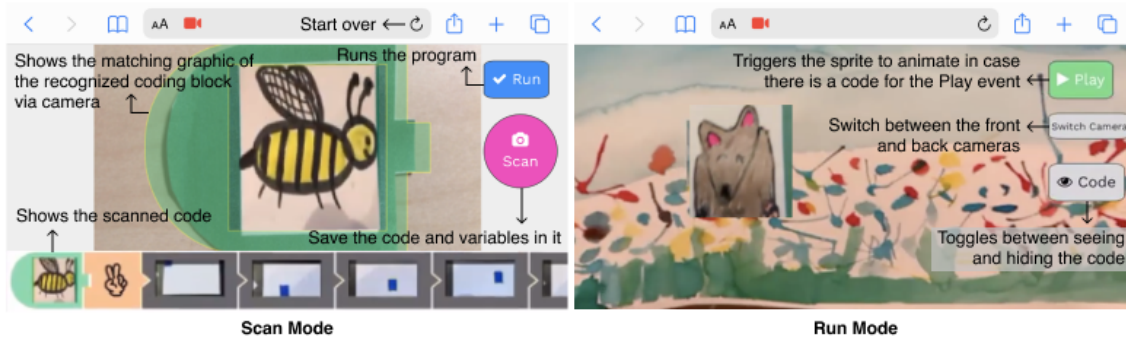 AA
Start over
Shows the matching graphic of
the recognized coding block
via camera
Runs the program
Run
Scan
Shows the scanned code
Save the code and variables in it
Scan Mode
AA
Triggers the sprite to animate in case
there is a code for the Play event
Play
Switch between the front
and back cameras
Switch Camera
Code
Toggles between seeing
and hiding the code
Run Mode